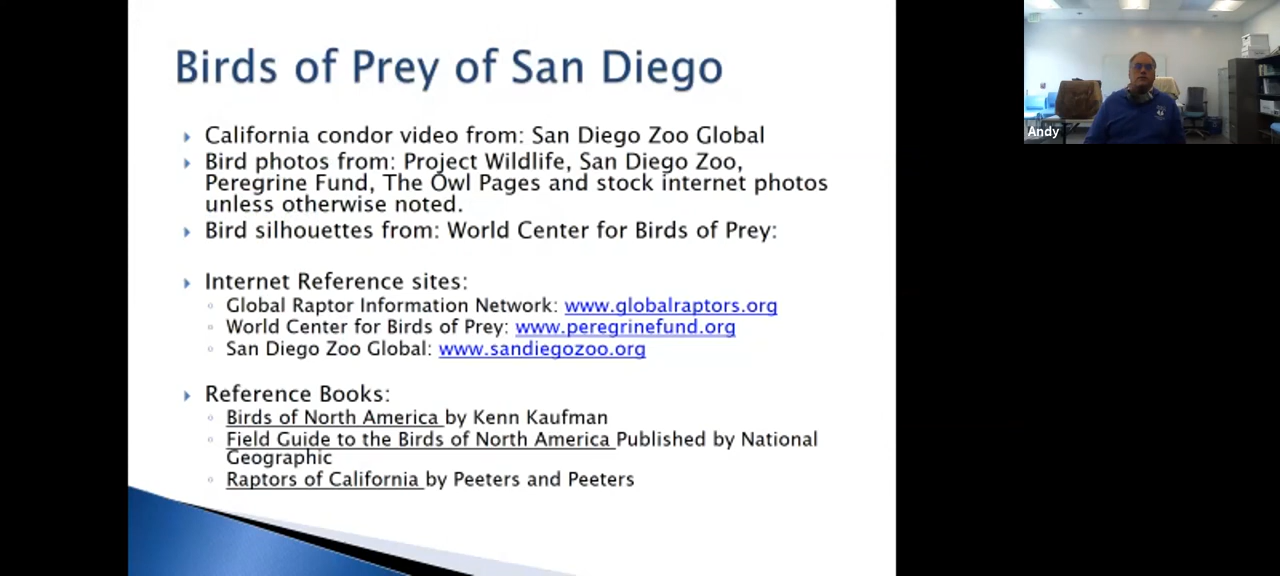 Birds of Prey of San Diego
California condor video from: San Diego Zoo Global
Bird photos from: Project Wildlife, San Diego Zoo,
Peregrine Fund, The Owl Pages and stock internet photos
unless otherwise noted.
Bird silhouettes from: World Center for Birds of Prey:
Internet Reference sites:
Global Raptor Information Network: www.globalraptors.org
World Center for Birds of Prey: www.peregrinefund.org
San Diego Zoo Global: www.sandiegozoo.org
Reference Books:
Birds of North America by Kenn Kaufman
Field Guide to the Birds of North America Published by National
Geographic
Raptors of California by Peeters and Peeters
Andy